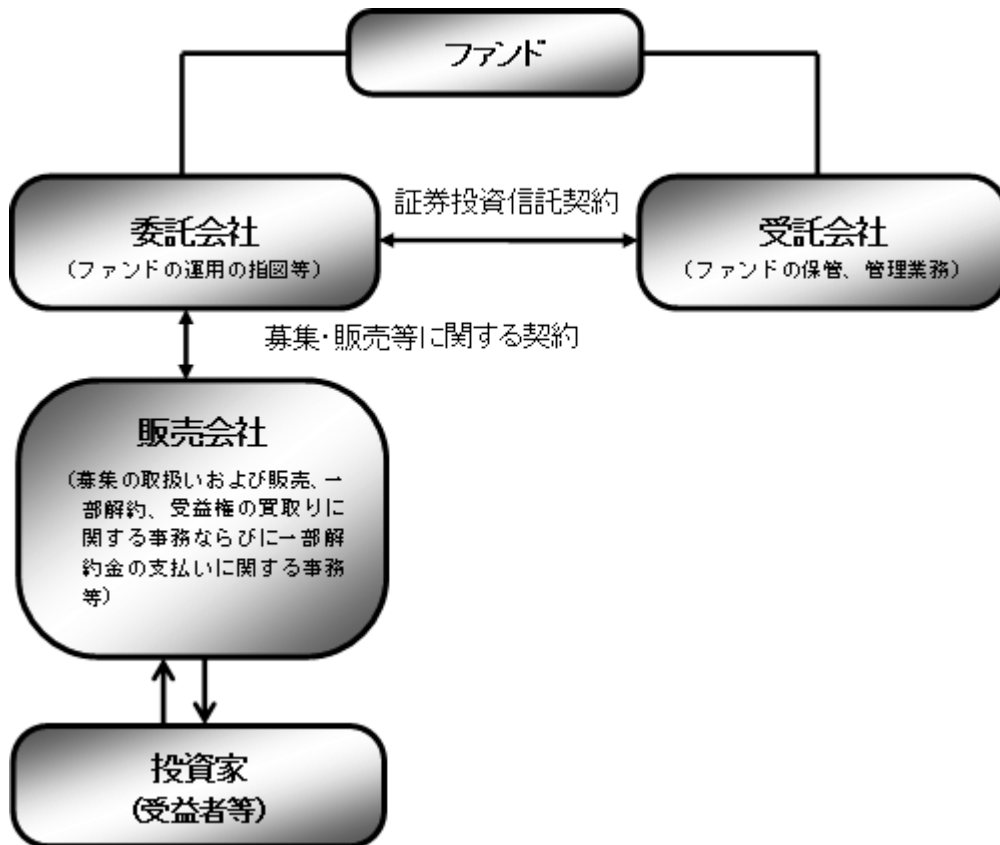 ファンド
証券投資信託契約
委託会社
(ファンドの運用の指図等)
受託会社
(ファンドの保管、管理業務)
募集・販売等に関する契約
販売会社
(募集の取扱いおよび販売、一
部解約、受益権の買取りに
関する事務ならびに一部解
約金の支払いに関する事務
等)
投資家
(受益者等)